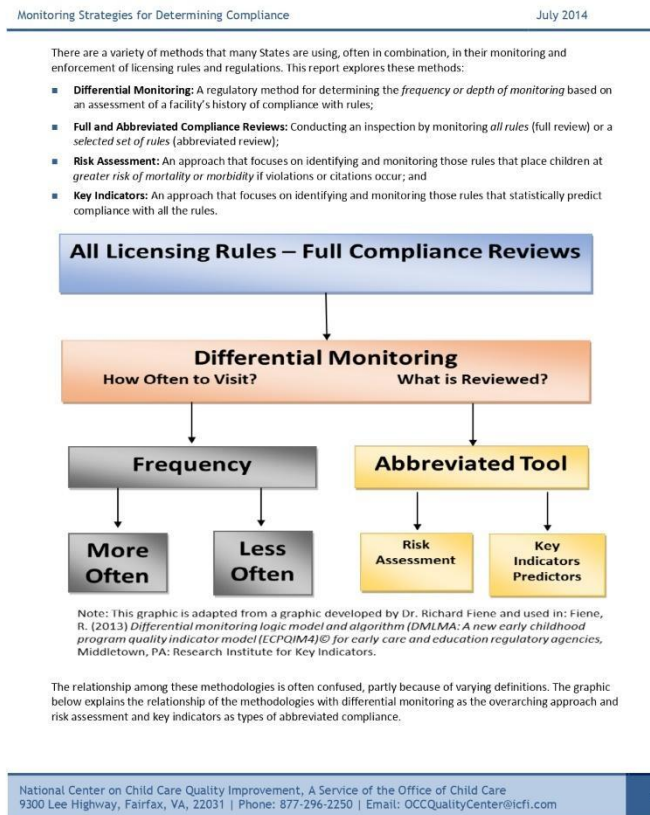 Monitoring Strategies for Determining Compliance July 2014
There are a variety of methods that many States are using, often in combination, in their monitoring and
enforcement of licensing rules and regulations. This report explores these methods:
■ Differential Monitoring: A regulatory method for determining the frequency or depth of monitoring based on
an assessment of a facility's history of compliance with rules;
■ Full and Abbreviated Compliance Reviews: Conducting an inspection by monitoring all rules (full review) or a
selected set of rules (abbreviated review);
■ Risk Assessment: An approach that focuses on identifying and monitoring those rules that place children at
greater risk of mortality or morbidity if violations or citations occur; and
■ Key Indicators: An approach that focuses on identifying and monitoring those rules that statistically predict
compliance with all the rules.
All Licensing Rules – Full Compliance Reviews
Differential Monitoring
How Often to Visit? What is Reviewed?
Frequency Abbreviated Tool
More
Often
Less
Often
Risk
Assessment
Key
Indicators
Predictors
Note: This graphic is adapted from a graphic developed by Dr. Richard Fiene and used in: Fiene,
R. (2013) Differential monitoring logic model and algorithm (DMLMA: A new early childhood
program quality indicator model (ECPQIM4)© for early care and education regulatory agencies,
Middletown, PA: Research Institute for Key Indicators.
The relationship among these methodologies is often confused, partly because of varying definitions. The graphic
below explains the relationship of the methodologies with differential monitoring as the overarching approach and
risk assessment and key indicators as types of abbreviated compliance.
National Center on Child Care Quality Improvement, A Service of the Office of Child Care
9300 Lee Highway, Fairfax, VA, 22031 | Phone: 877-296-2250 | Email: OCCQualityCenter@icfi.com